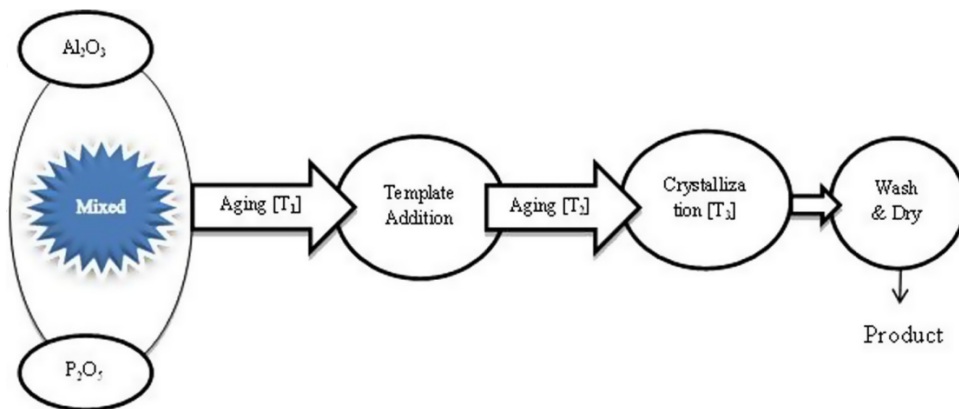 Al₂O₃
Mixed
P₂O₅
Aging [T₁]
Template
Addition
Aging [T₂]
Crystalliza
tion [T₃]
Wash
& Dry
Product